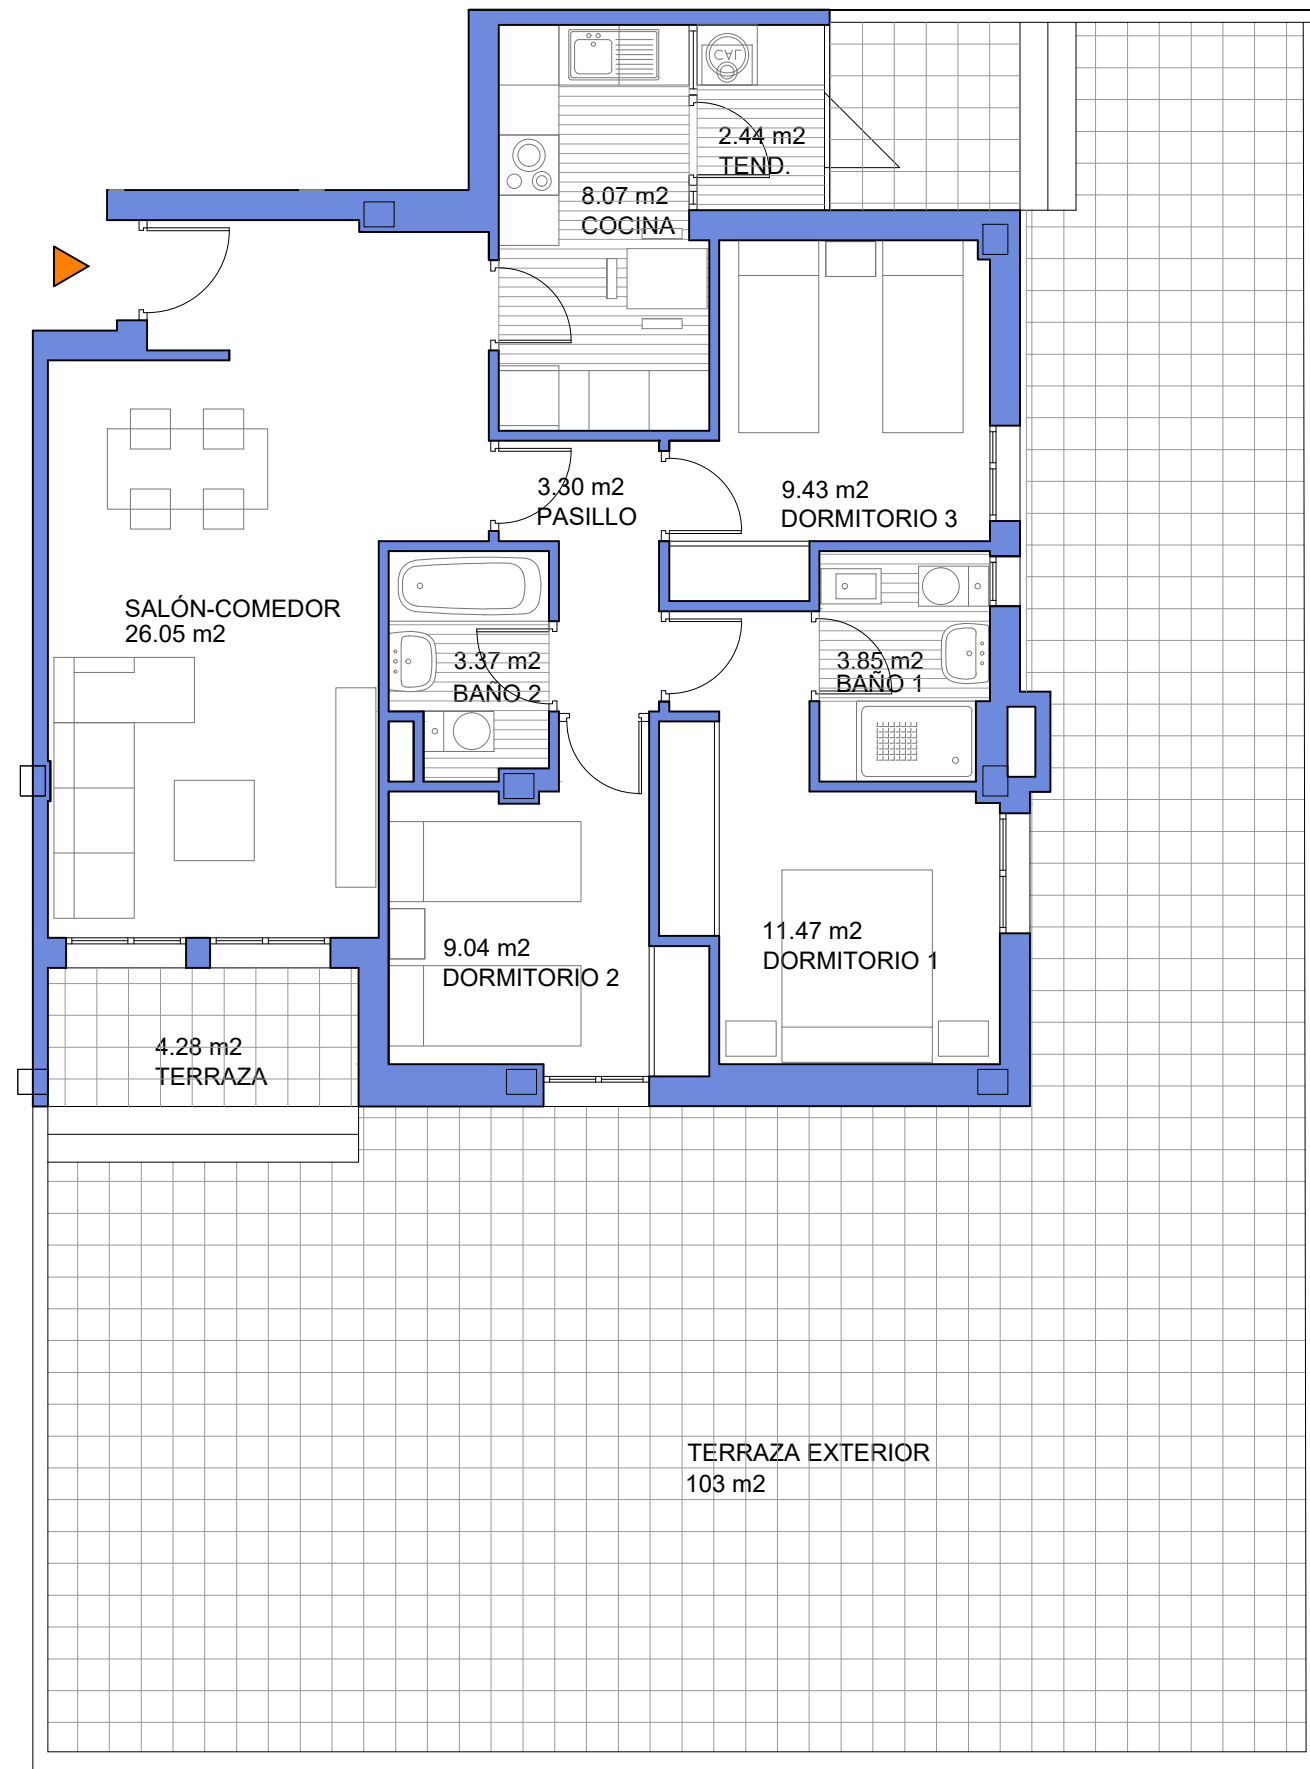 CAL
2.44 m2
TEND.
8.07 m2
COCINA
3.30 m2
PASILLO
9.43 m2
DORMITORIO 3
SALÓN-COMEDOR
26.05 m2
3.37 m2
BAÑO 2
3.85 m2
BAÑO 1
9.04 m2
DORMITORIO 2
11.47 m2
DORMITORIO 1
4.28 m2
TERRAZA
TERRAZA EXTERIOR
103 m2